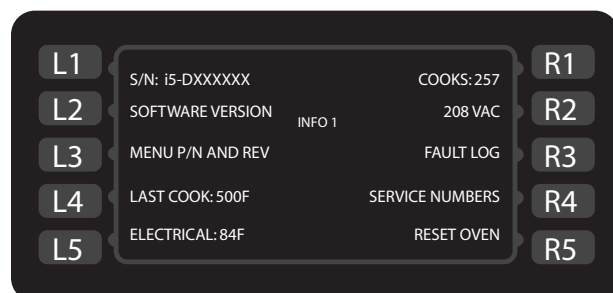 L1 S/N: i5-DXXXXXX COOKS: 257 R1
L2 SOFTWARE VERSION INFO 1 208 VAC R2
L3 MENU P/N AND REV FAULT LOG R3
L4 LAST COOK: 500F SERVICE NUMBERS R4
L5 ELECTRICAL: 84F RESET OVEN R5